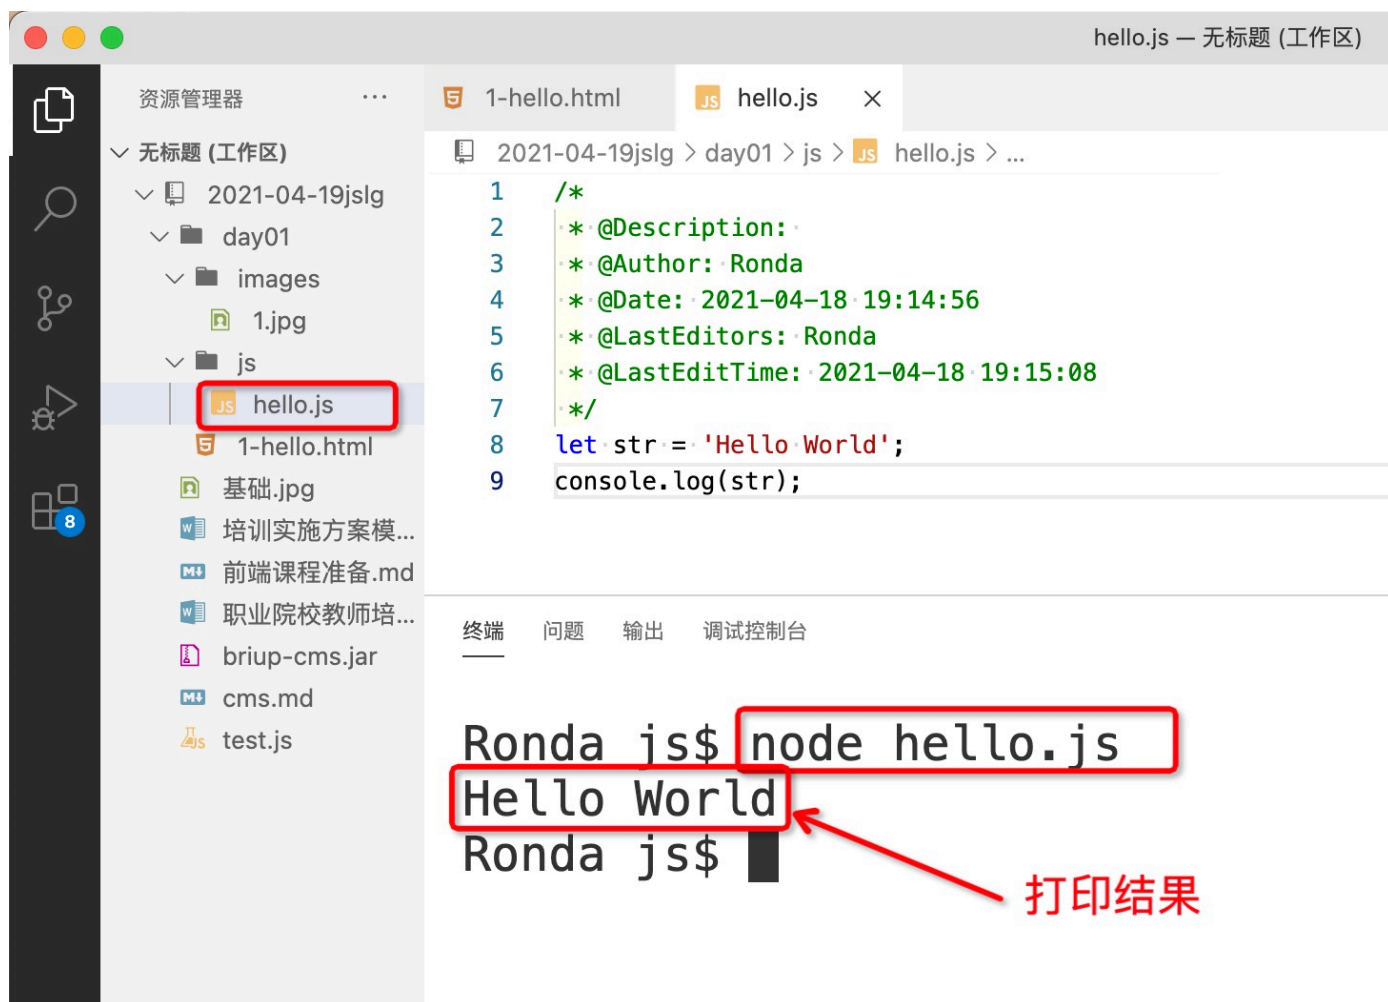 hello.js — 无标题 (工作区)
资源管理器 ···
无标题 (工作区)
2021-04-19jslg
day01
images
1.jpg
js
hello.js
1-hello.html
基础.jpg
培训实施方案模...
前端课程准备.md
职业院校教师培...
briup-cms.jar
cms.md
test.js
8
1-hello.html
hello.js ×
2021-04-19jslg > day01 > js > hello.js > ...
1 /*
2 * @Description:
3 * @Author: Ronda
4 * @Date: 2021-04-18 19:14:56
5 * @LastEditors: Ronda
6 * @LastEditTime: 2021-04-18 19:15:08
7 */
8 let str = 'Hello World';
9 console.log(str);
终端 问题 输出 调试控制台
Ronda js$ node hello.js
Hello World
Ronda js$
打印结果